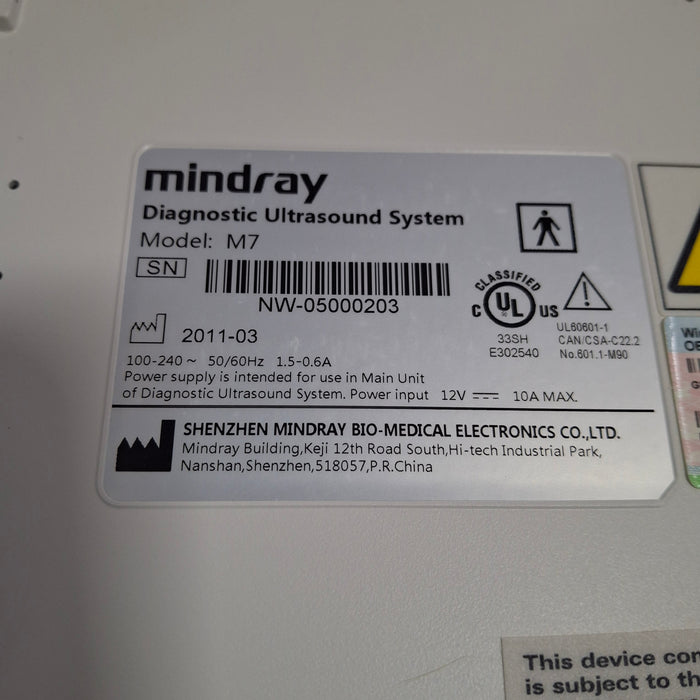 mindray
Diagnostic Ultrasound System
Model: M7
SN
NW-05000203
2011-03
CLASSIFIED
C UL US
33SH
E302540
UL60601-1
CAN/CSA-C22.2
No.601.1-M90
100-240 ~ 50/60Hz 1.5-0.6A
Power supply is intended for use in Main Unit
of Diagnostic Ultrasound System. Power input 12V ⎓ 10A MAX.
SHENZHEN MINDRAY BIO-MEDICAL ELECTRONICS CO.,LTD.
Mindray Building,Keji 12th Road South,Hi-tech Industrial Park,
Nanshan,Shenzhen,518057,P.R.China
This device
is subject to